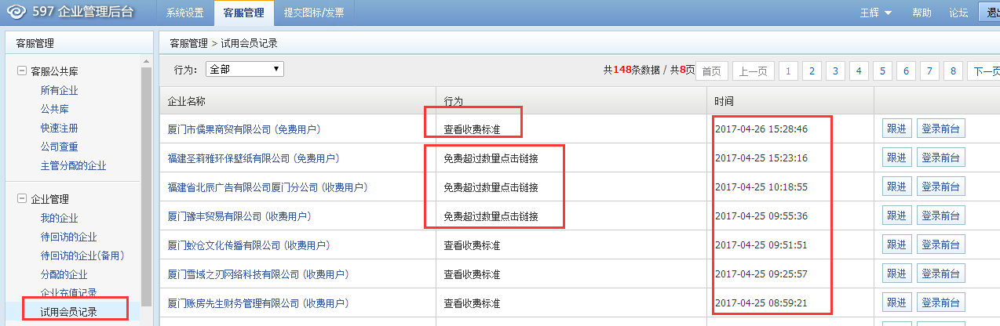 597 企业管理后台 系统设置 客服管理 提交图标/发票 王辉 帮助 论坛
客服管理
客服公共库
所有企业
公共库
快速注册
公司查重
主管分配的企业
企业管理
我的企业
待回访的企业
待回访的企业(备用)
分配的企业
企业充值记录
试用会员记录
客服管理 > 试用会员记录
行为： 全部 共148条数据 / 共8页 首页 上一页 1 2 3 4 5 6 7 8 下一页
企业名称 行为 时间
厦门市儒果商贸有限公司 (免费用户) 查看收费标准 2017-04-26 15:28:46 跟进 登录前台
福建圣莉雅环保壁纸有限公司 (免费用户) 免费超过数量点击链接 2017-04-25 15:23:16 跟进 登录前台
福建省北辰广告有限公司厦门分公司 (收费用户) 免费超过数量点击链接 2017-04-25 10:18:55 跟进 登录前台
厦门豫丰贸易有限公司 (收费用户) 免费超过数量点击链接 2017-04-25 09:55:36 跟进 登录前台
厦门蚁仓文化传播有限公司 (收费用户) 查看收费标准 2017-04-25 09:51:51 跟进 登录前台
厦门雪域之刃网络科技有限公司 (收费用户) 查看收费标准 2017-04-25 09:25:57 跟进 登录前台
厦门账房先生财务管理有限公司 (收费用户) 查看收费标准 2017-04-25 08:59:21 跟进 登录前台